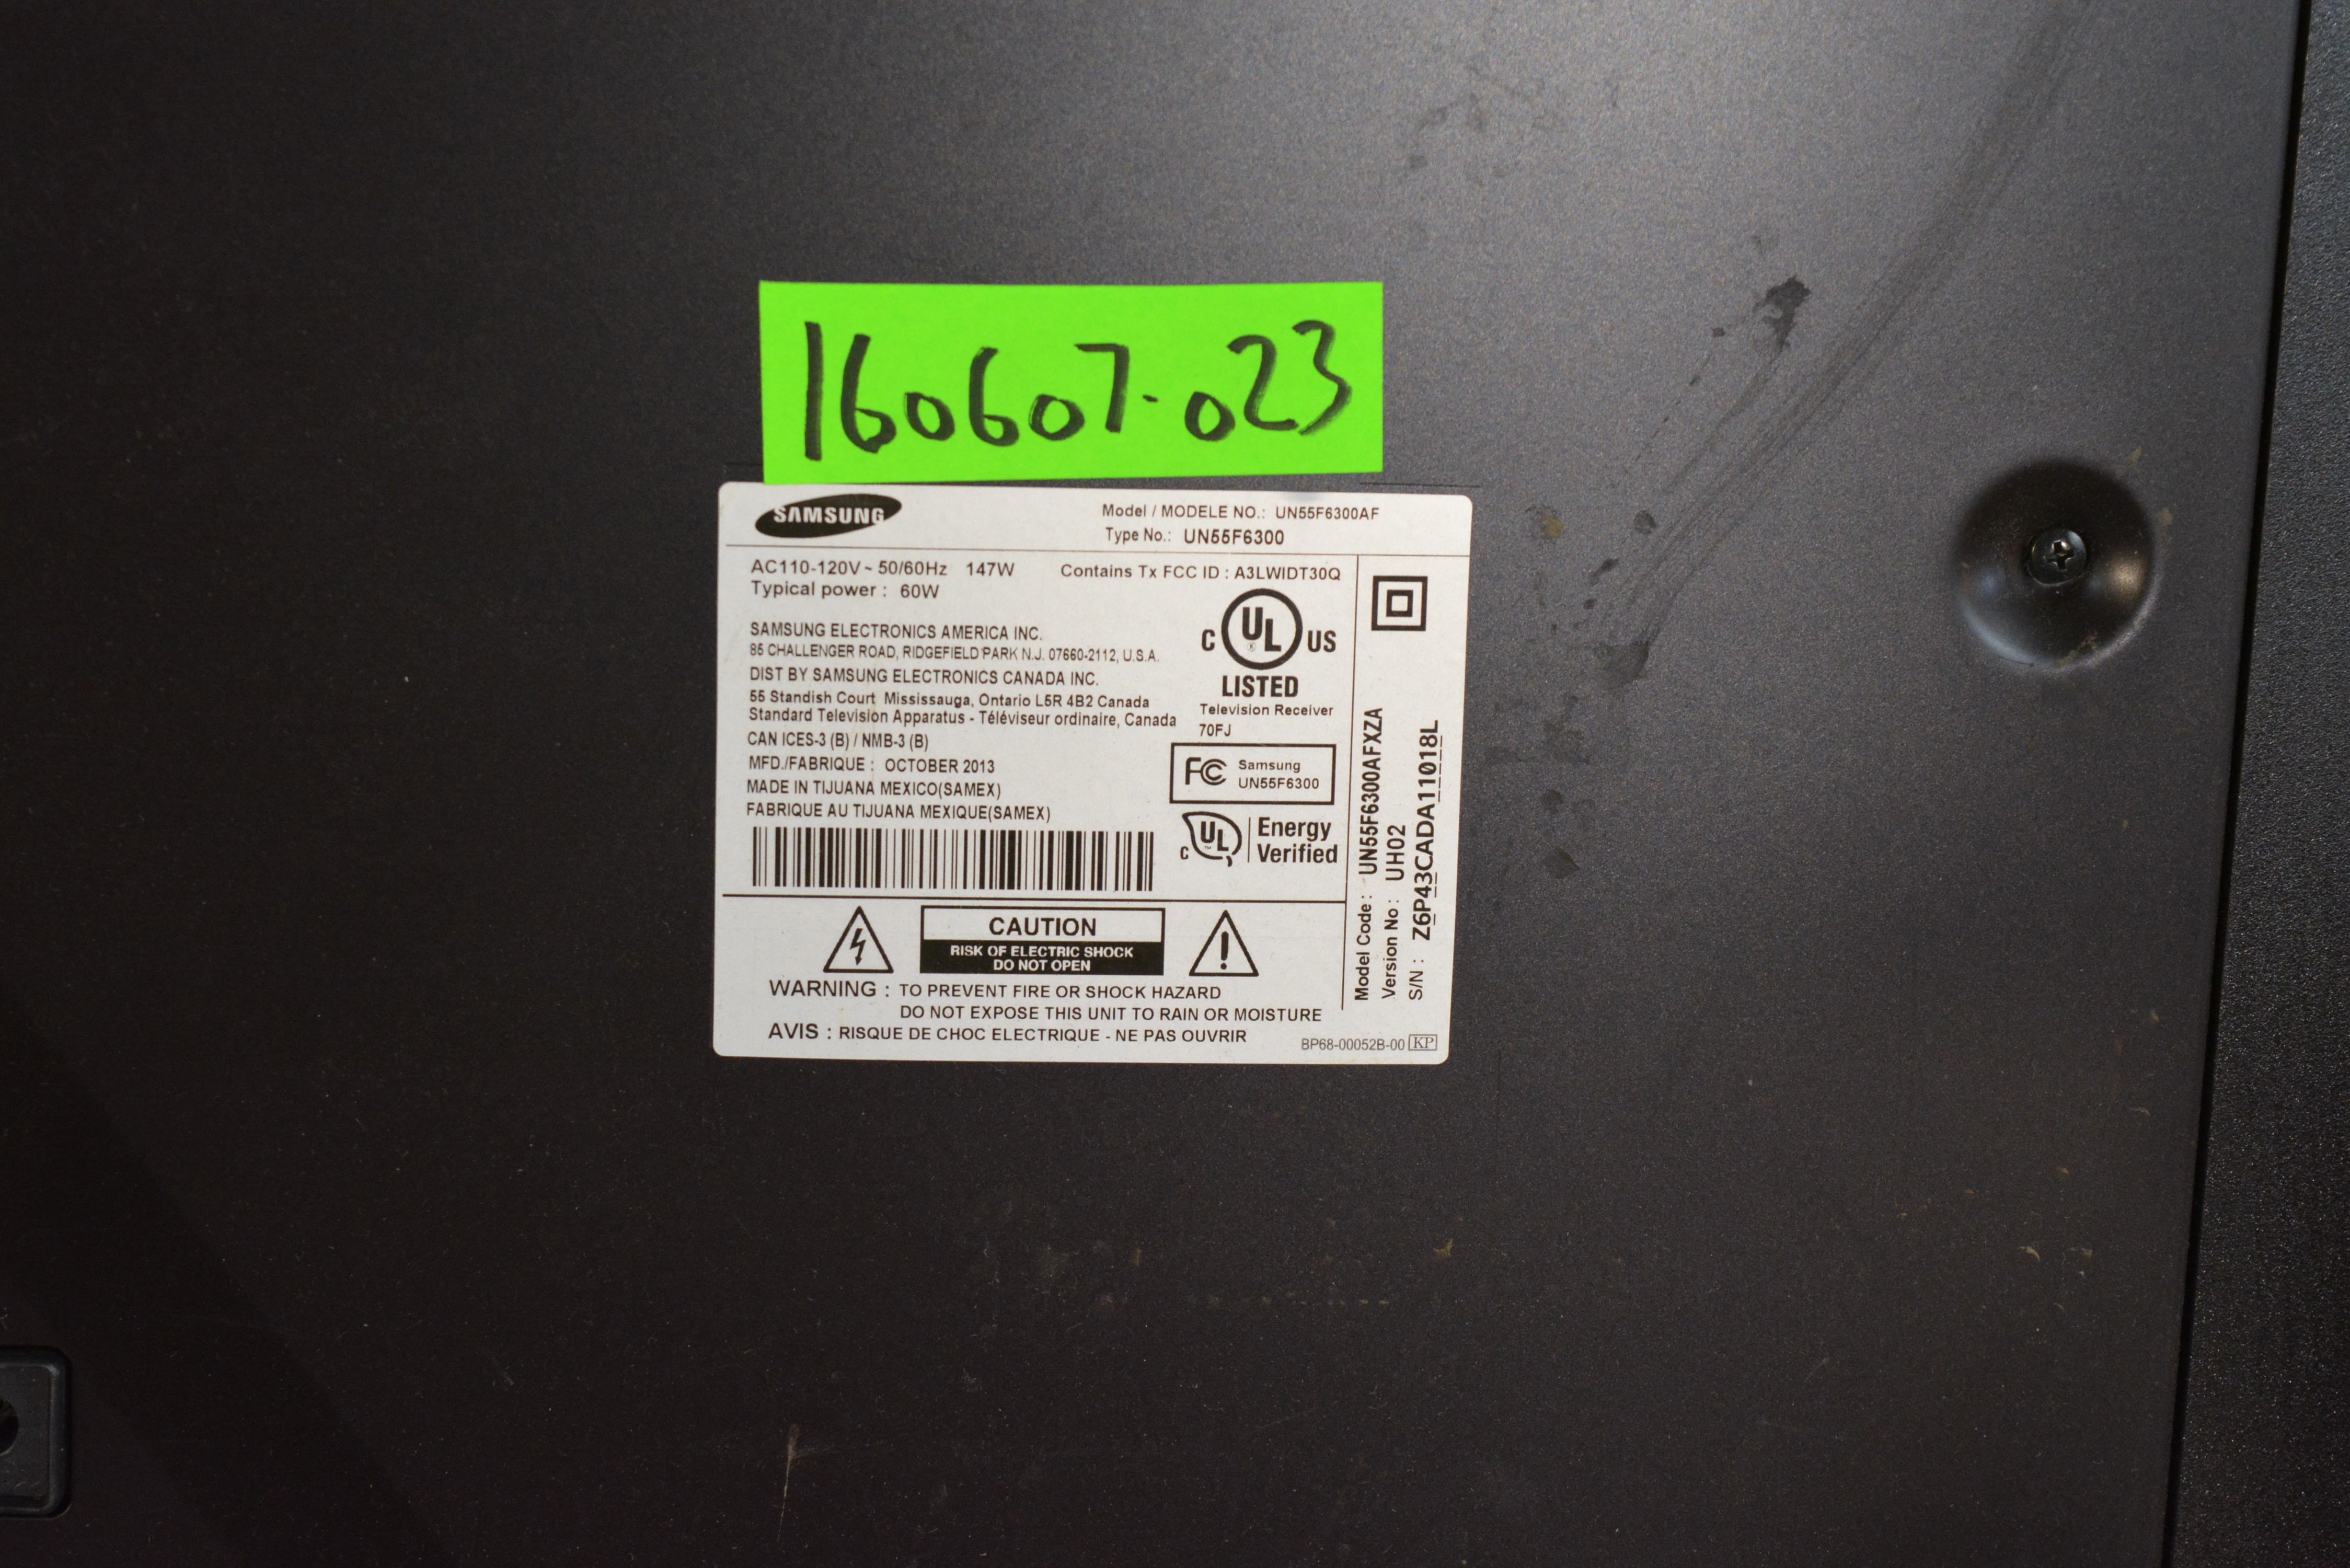 160607-023
SAMSUNG
Model / MODELE NO.: UN55F6300AF
Type No.: UN55F6300
AC110-120V ~ 50/60Hz 147W
Typical power : 60W
Contains Tx FCC ID : A3LWIDT30Q
SAMSUNG ELECTRONICS AMERICA INC.
85 CHALLENGER ROAD, RIDGEFIELD PARK N.J. 07660-2112, U.S.A.
DIST BY SAMSUNG ELECTRONICS CANADA INC.
55 Standish Court Mississauga, Ontario L5R 4B2 Canada
Standard Television Apparatus - Téléviseur ordinaire, Canada
CAN ICES-3 (B) / NMB-3 (B)
MFD./FABRIQUE : OCTOBER 2013
MADE IN TIJUANA MEXICO(SAMEX)
FABRIQUE AU TIJUANA MEXIQUE(SAMEX)
C UL ® US
LISTED
Television Receiver
70FJ
FC Samsung
UN55F6300
C UL Energy
Verified
Model Code : UN55F6300AFXZA
Version No : UH02
S/N : Z6P43CADA11018L
CAUTION
RISK OF ELECTRIC SHOCK
DO NOT OPEN
WARNING : TO PREVENT FIRE OR SHOCK HAZARD
DO NOT EXPOSE THIS UNIT TO RAIN OR MOISTURE
AVIS : RISQUE DE CHOC ELECTRIQUE - NE PAS OUVRIR
BP68-00052B-00 KP